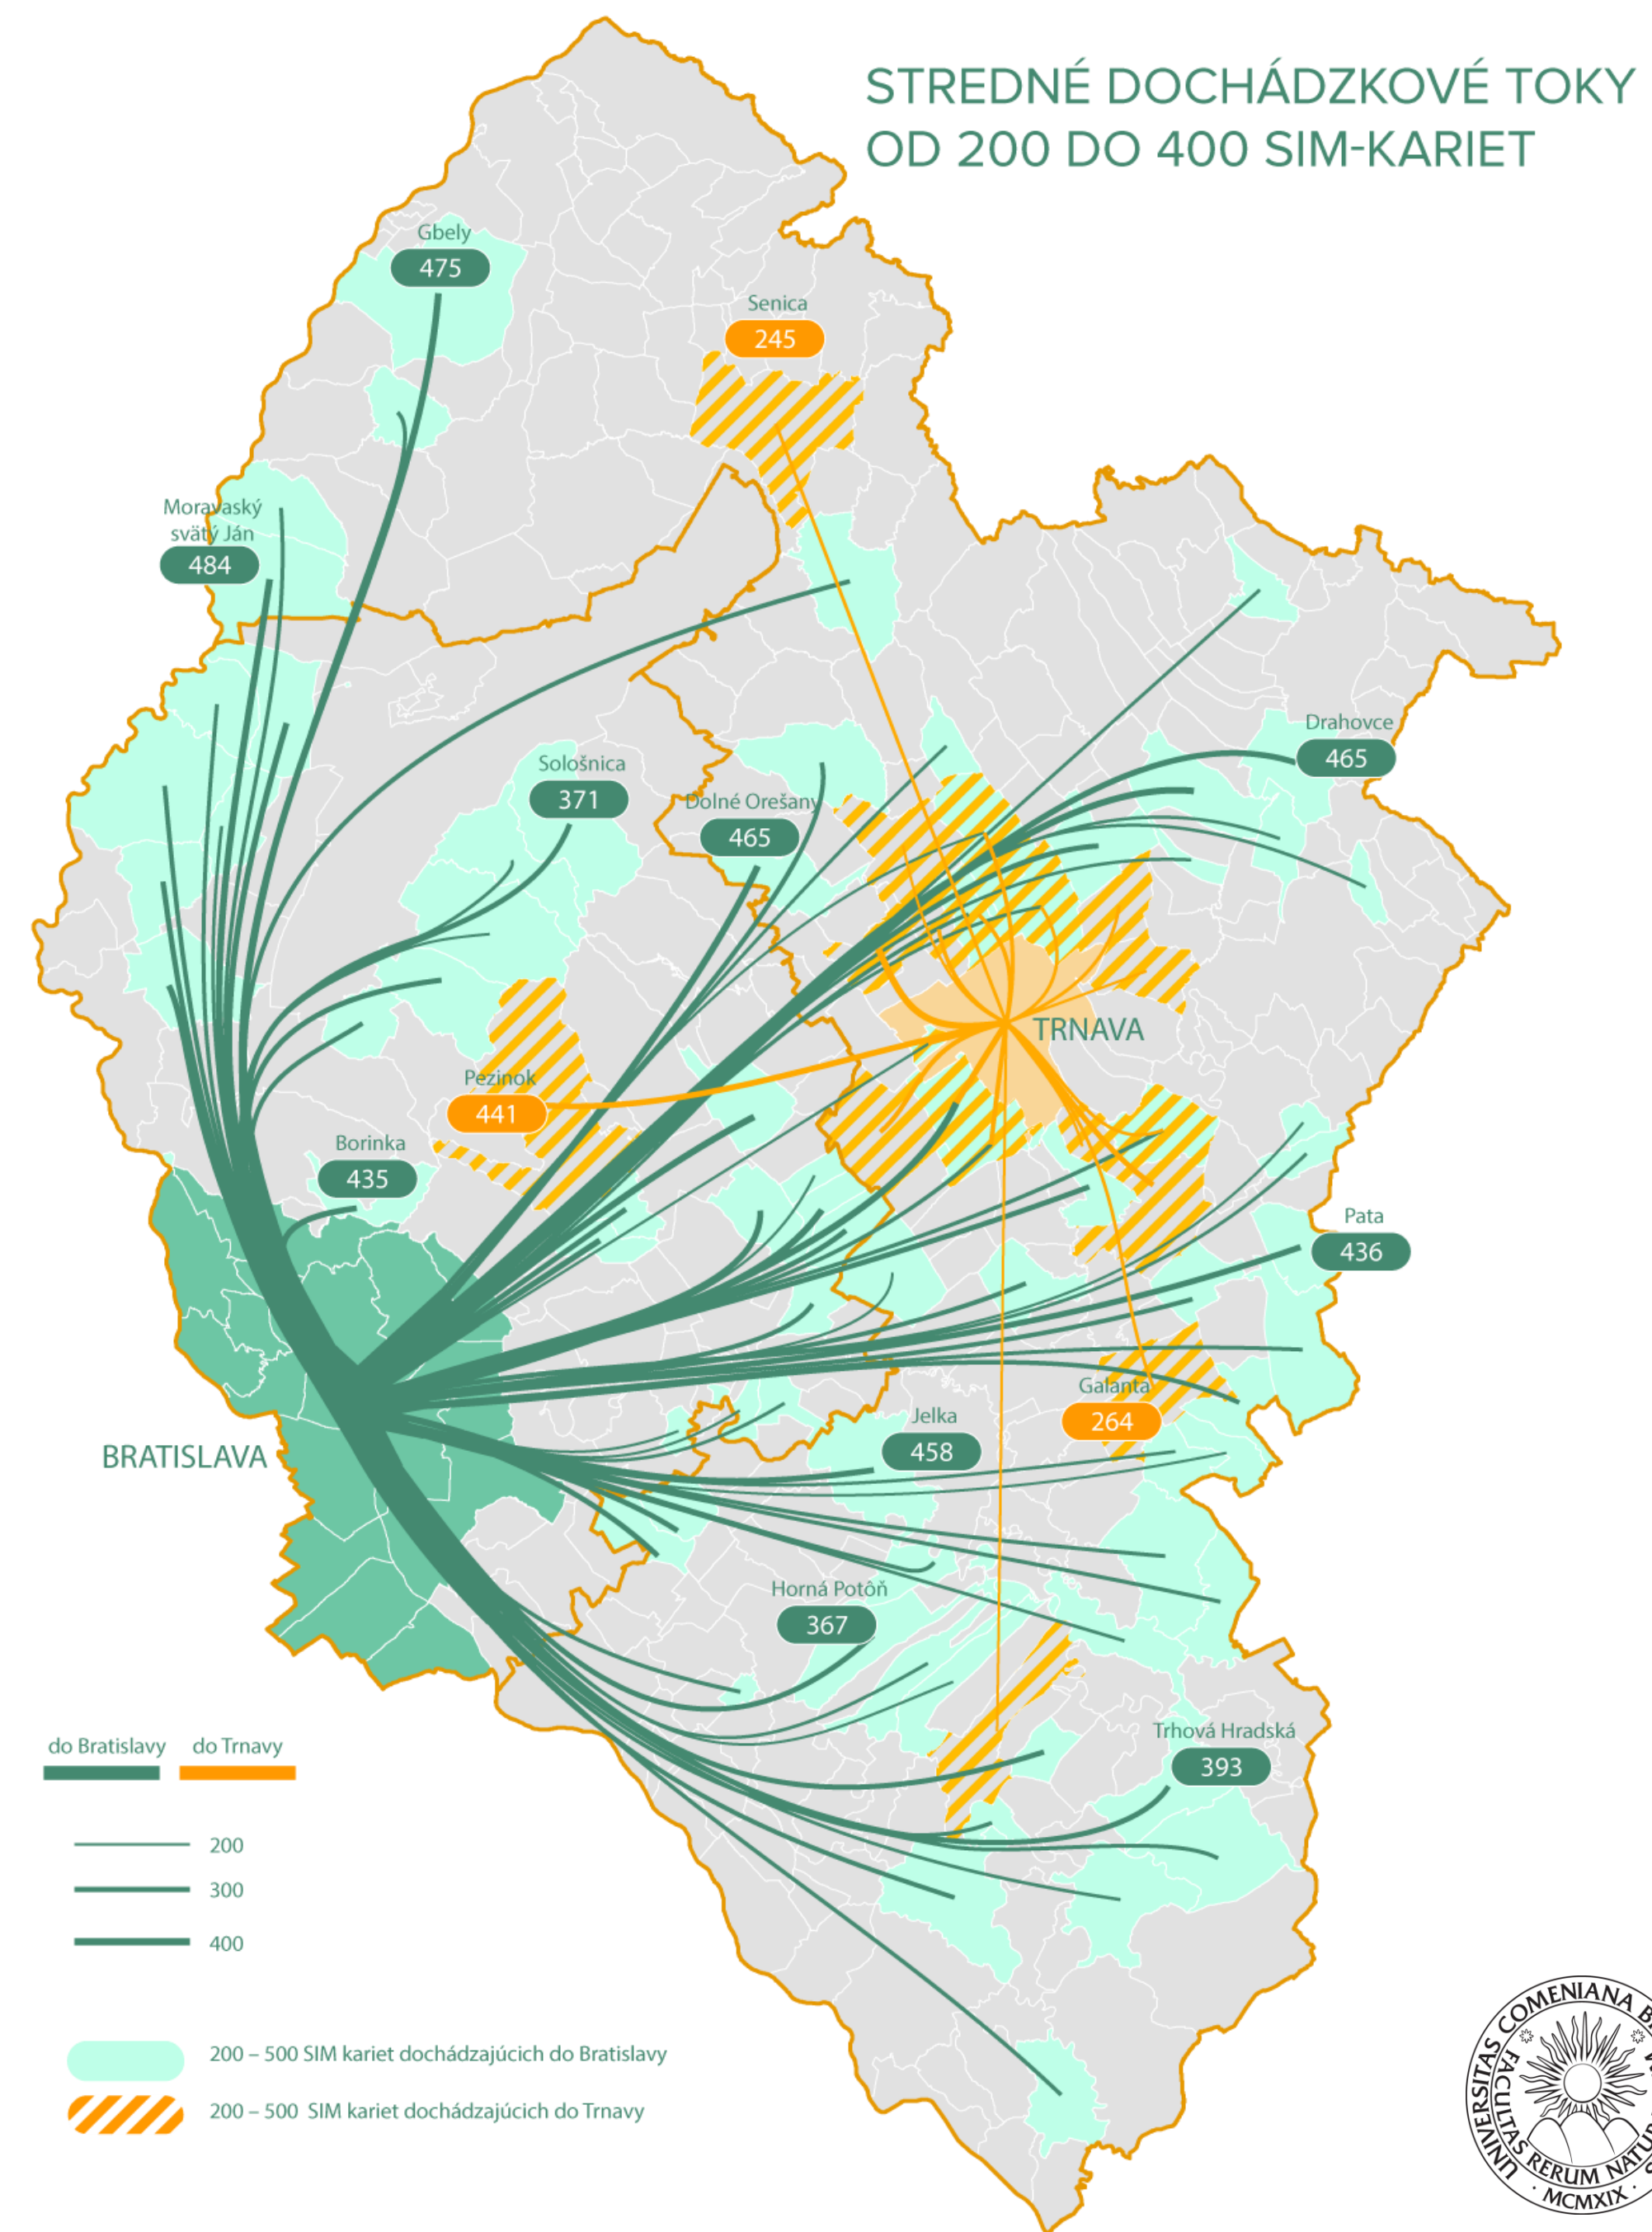 STREDNÉ DOCHÁDZKOVÉ TOKY
OD 200 DO 400 SIM-KARIET
Gbely
475
Senica
245
Moravaský
svätý Ján
484
Drahovce
465
Sološnica
371
Dolné Orešany
465
TRNAVA
Pezinok
441
Borinka
435
Pata
436
Galanta
264
Jelka
458
BRATISLAVA
Horná Potôň
367
Trhová Hradská
393
do Bratislavy do Trnavy
200
300
400
200 – 500 SIM kariet dochádzajúcich do Bratislavy
200 – 500 SIM kariet dochádzajúcich do Trnavy
UNIVERSITAS COMENIANA
FACULTAS RERUM
MCMXIX